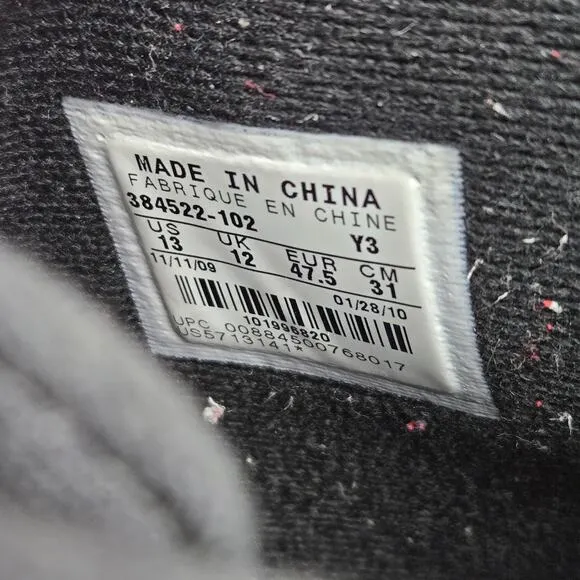 MADE IN CHINA
FABRIQUE EN CHINE
384522-102 Y3
US UK EUR CM
13 12 47.5 31
11/11/09 01/28/10
101996820
UPC 00884500768017
US5713141*